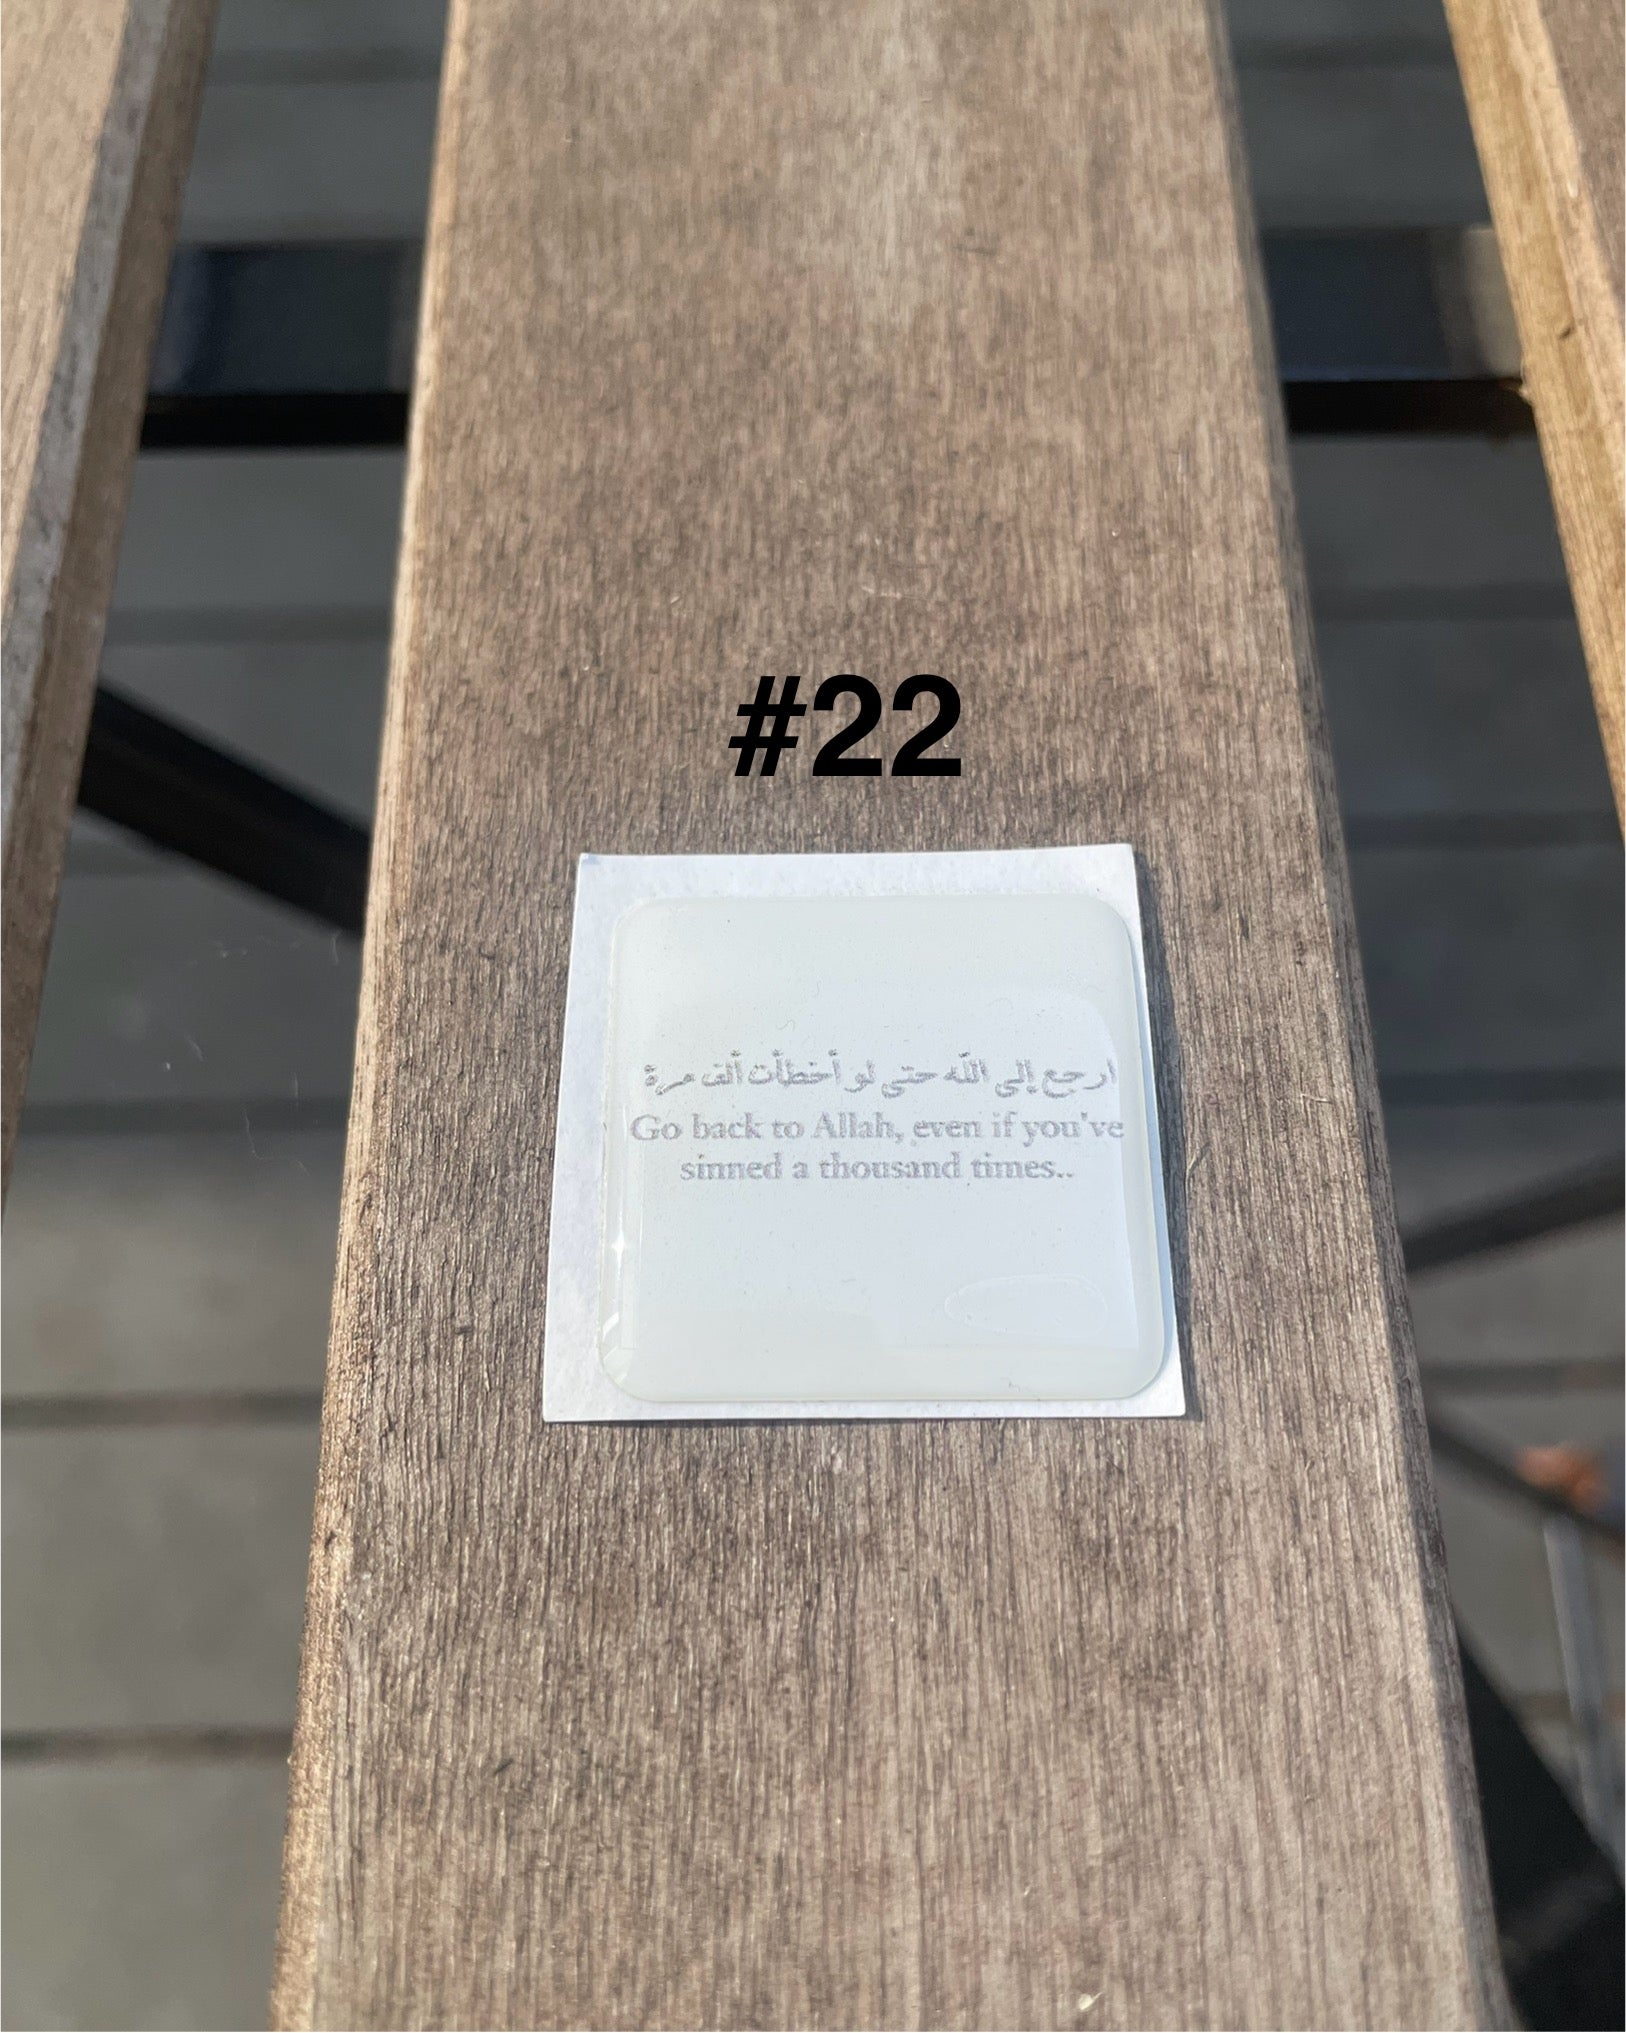 #22
ارجع إلى الله حتى لو أخطأت ألف مرة
Go back to Allah, even if you've
sinned a thousand times..